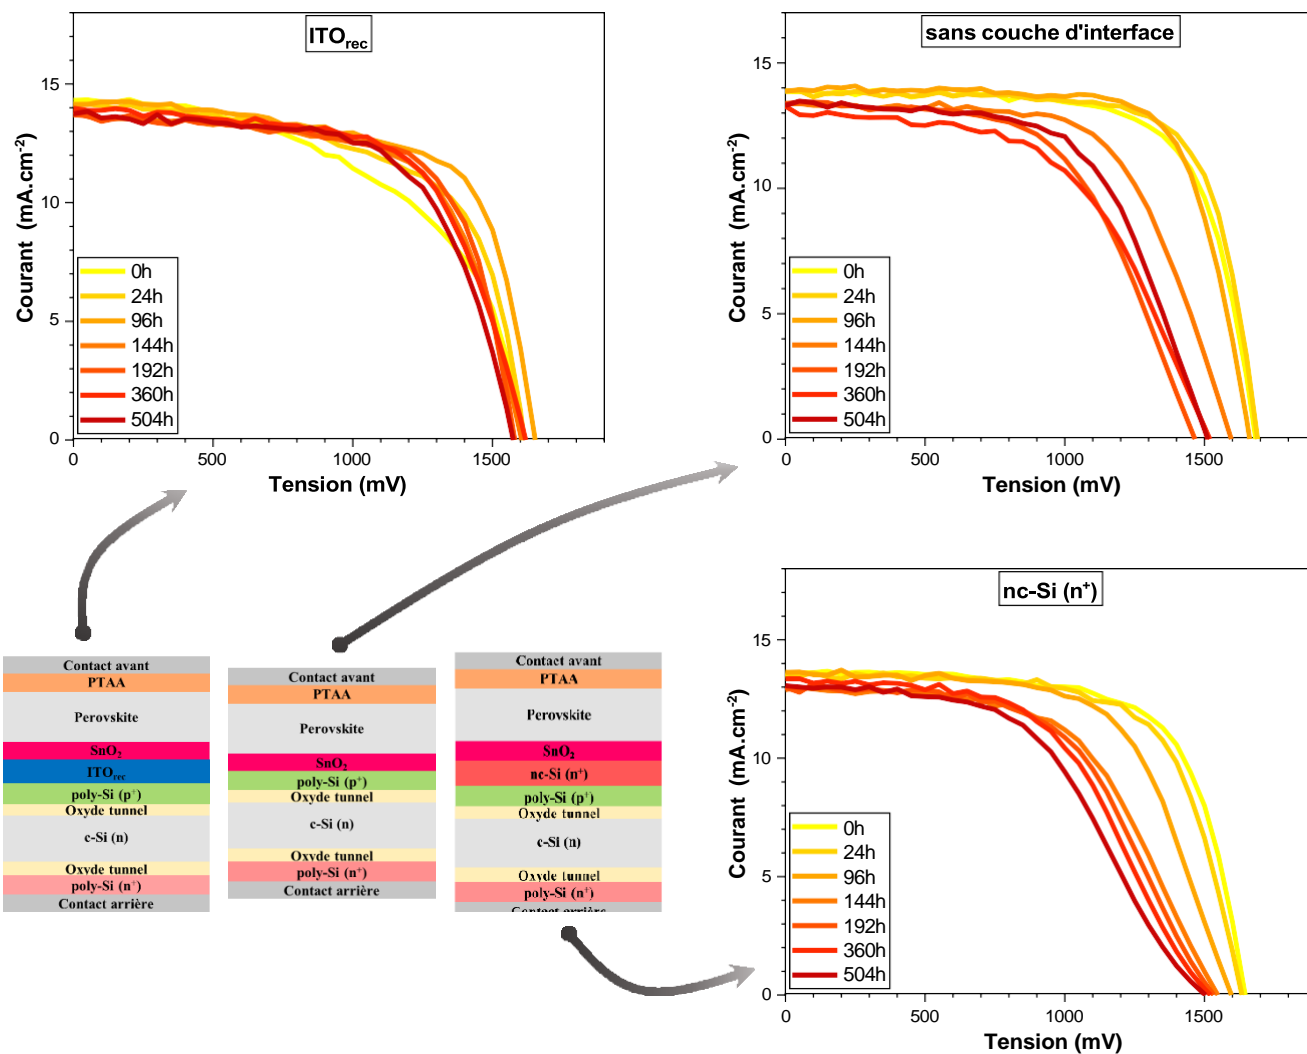 ITOrec
15
10
5
0
Courant (mA.cm-2)
0h
24h
96h
144h
192h
360h
504h
0
500
1000
1500
Tension (mV)
sans couche d'interface
15
10
5
0
Courant (mA.cm-2)
0h
24h
96h
144h
192h
360h
504h
0
500
1000
1500
Tension (mV)
Contact avant
PTAA
Perovskite
SnO2
ITOrec
poly-Si (p+)
Oxyde tunnel
c-Si (n)
Oxyde tunnel
poly-Si (n+)
Contact arrière
Contact avant
PTAA
Perovskite
SnO2
poly-Si (p+)
Oxyde tunnel
c-Si (n)
Oxyde tunnel
poly-Si (n+)
Contact arrière
Contact avant
PTAA
Perovskite
SnO2
nc-Si (n+)
poly-Si (p+)
Oxyde tunnel
c-Si (n)
Oxyde tunnel
poly-Si (n+)
Contact arrière
nc-Si (n+)
15
10
5
0
Courant (mA.cm-2)
0h
24h
96h
144h
192h
360h
504h
0
500
1000
1500
Tension (mV)